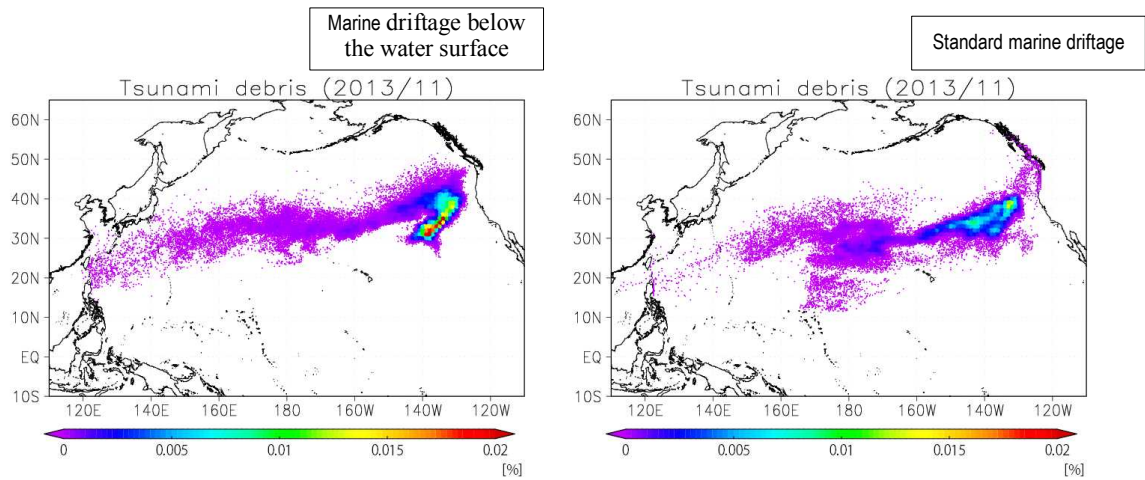 Marine driftage below
the water surface
Standard marine driftage
Tsunami debris (2013/11)
60N
50N
40N
30N
20N
10N
EQ
10S
120E 140E 160E 180 160W 140W 120W
0 0.005 0.01 0.015 0.02
[%]
Tsunami debris (2013/11)
60N
50N
40N
30N
20N
10N
EQ
10S
120E 140E 160E 180 160W 140W 120W
0 0.005 0.01 0.015 0.02
[%]